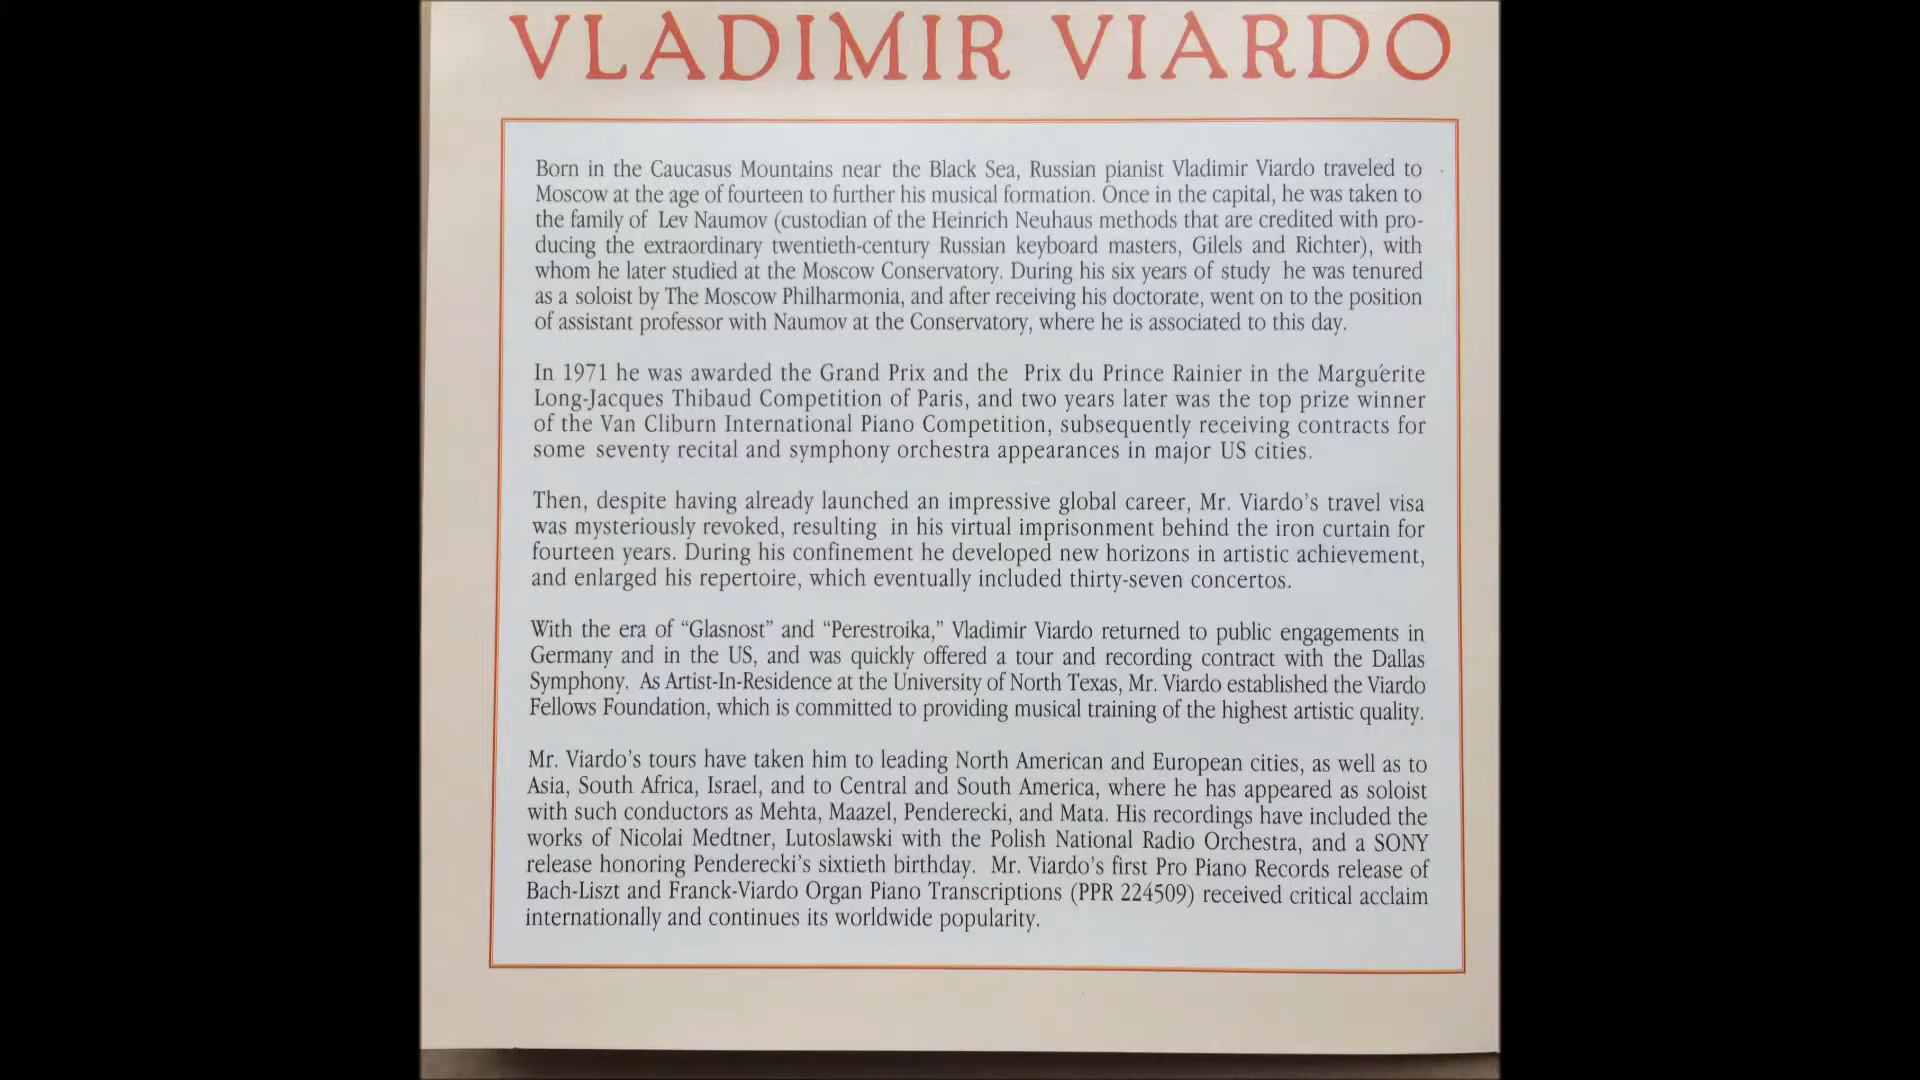 VLADIMIR VIARDO
Born in the Caucasus Mountains near the Black Sea, Russian pianist Vladimir Viardo traveled to
Moscow at the age of fourteen to further his musical formation. Once in the capital, he was taken to
the family of Lev Naumov (custodian of the Heinrich Neuhaus methods that are credited with pro-
ducing the extraordinary twentieth-century Russian keyboard masters, Gilels and Richter), with
whom he later studied at the Moscow Conservatory. During his six years of study he was tenured
as a soloist by The Moscow Philharmonia, and after receiving his doctorate, went on to the position
of assistant professor with Naumov at the Conservatory, where he is associated to this day.
In 1971 he was awarded the Grand Prix and the Prix du Prince Rainier in the Marguérite
Long-Jacques Thibaud Competition of Paris, and two years later was the top prize winner
of the Van Cliburn International Piano Competition, subsequently receiving contracts for
some seventy recital and symphony orchestra appearances in major US cities.
Then, despite having already launched an impressive global career, Mr. Viardo's travel visa
was mysteriously revoked, resulting in his virtual imprisonment behind the iron curtain for
fourteen years. During his confinement he developed new horizons in artistic achievement,
and enlarged his repertoire, which eventually included thirty-seven concertos.
With the era of “Glasnost” and “Perestroika,” Vladimir Viardo returned to public engagements in
Germany and in the US, and was quickly offered a tour and recording contract with the Dallas
Symphony. As Artist-In-Residence at the University of North Texas, Mr. Viardo established the Viardo
Fellows Foundation, which is committed to providing musical training of the highest artistic quality.
Mr. Viardo's tours have taken him to leading North American and European cities, as well as to
Asia, South Africa, Israel, and to Central and South America, where he has appeared as soloist
with such conductors as Mehta, Maazel, Penderecki, and Mata. His recordings have included the
works of Nicolai Medtner, Lutoslawski with the Polish National Radio Orchestra, and a SONY
release honoring Penderecki's sixtieth birthday. Mr. Viardo's first Pro Piano Records release of
Bach-Liszt and Franck-Viardo Organ Piano Transcriptions (PPR 224509) received critical acclaim
internationally and continues its worldwide popularity.